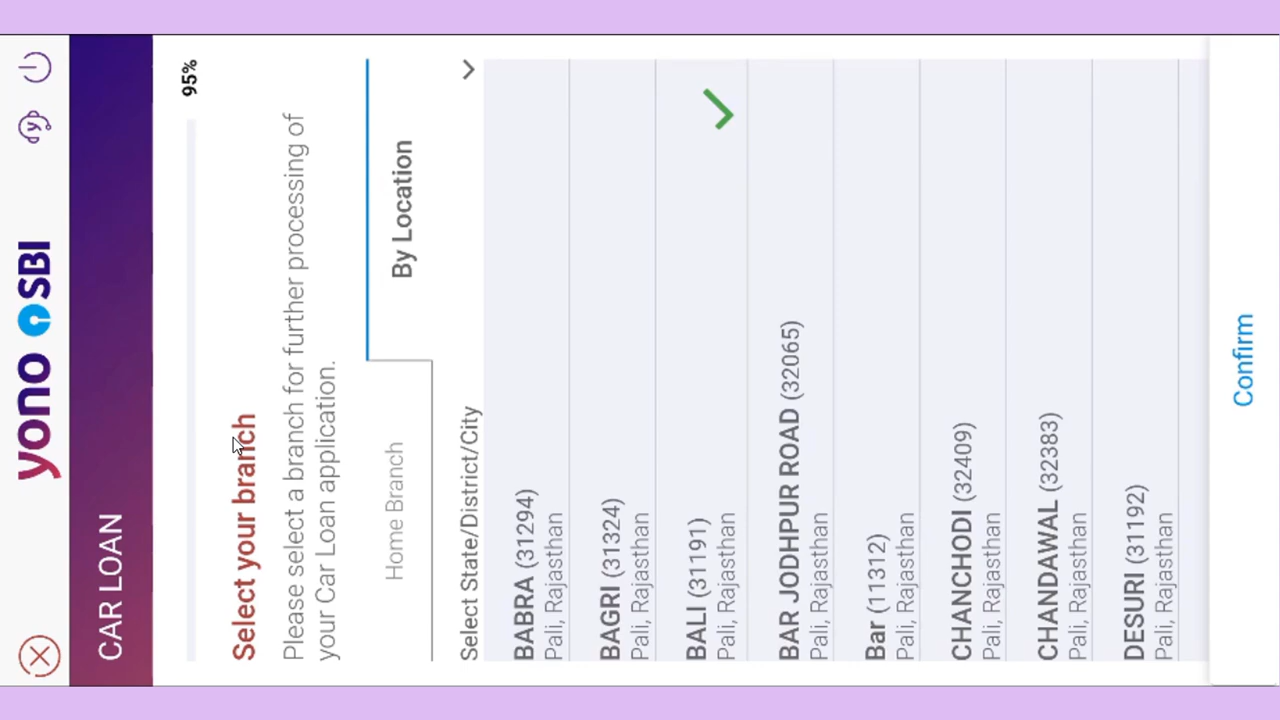 yono SBI
CAR LOAN
95%
Select your branch
Please select a branch for further processing of
your Car Loan application.
Home Branch
By Location
Select State/District/City
BABRA (31294)
Pali, Rajasthan
BAGRI (31324)
Pali, Rajasthan
BALI (31191)
Pali, Rajasthan
BAR JODHPUR ROAD (32065)
Pali, Rajasthan
Bar (11312)
Pali, Rajasthan
CHANCHODI (32409)
Pali, Rajasthan
CHANDAWAL (32383)
Pali, Rajasthan
DESURI (31192)
Pali, Rajasthan
Confirm